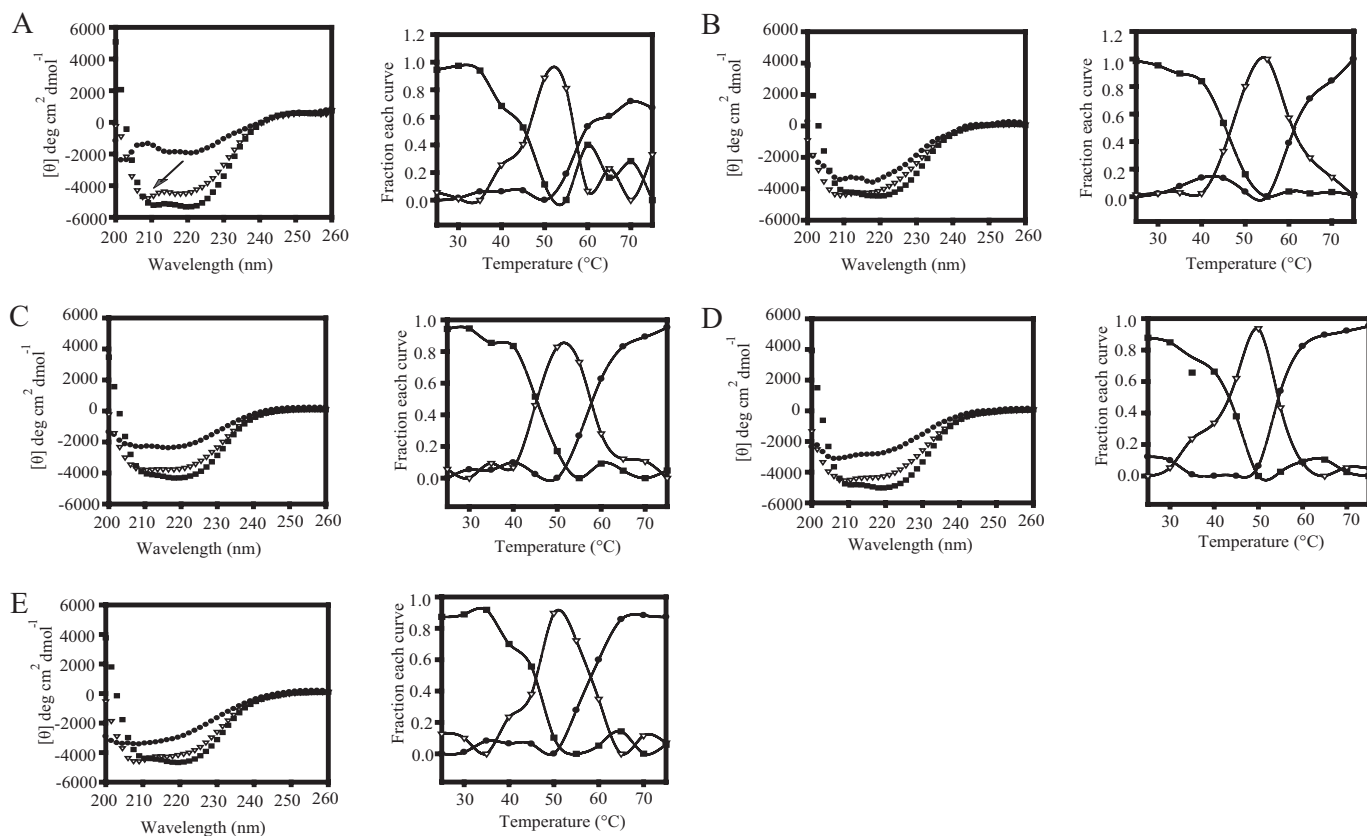 A
[θ] deg cm2 dmol-1
6000
4000
2000
0
-2000
-4000
-6000
200 210 220 230 240 250 260
Wavelength (nm)
Fraction each curve
1.2
1.0
0.8
0.6
0.4
0.2
0.0
30 40 50 60 70
Temperature (°C)
B
[θ] deg cm2 dmol-1
6000
4000
2000
0
-2000
-4000
-6000
200 210 220 230 240 250 260
Wavelength (nm)
Fraction each curve
1.2
1.0
0.8
0.6
0.4
0.2
0.0
30 40 50 60 70
Temperature (°C)
C
[θ] deg cm2 dmol-1
6000
4000
2000
0
-2000
-4000
-6000
200 210 220 230 240 250 260
Wavelength (nm)
Fraction each curve
1.0
0.8
0.6
0.4
0.2
0.0
30 40 50 60 70
Temperature (°C)
D
[θ] deg cm2 dmol-1
6000
4000
2000
0
-2000
-4000
-6000
200 210 220 230 240 250 260
Wavelength (nm)
Fraction each curve
1.0
0.8
0.6
0.4
0.2
0.0
30 40 50 60 70
Temperature (°C)
E
[θ] deg cm2 dmol-1
6000
4000
2000
0
-2000
-4000
-6000
200 210 220 230 240 250 260
Wavelength (nm)
Fraction each curve
1.0
0.8
0.6
0.4
0.2
0.0
30 40 50 60 70
Temperature (°C)